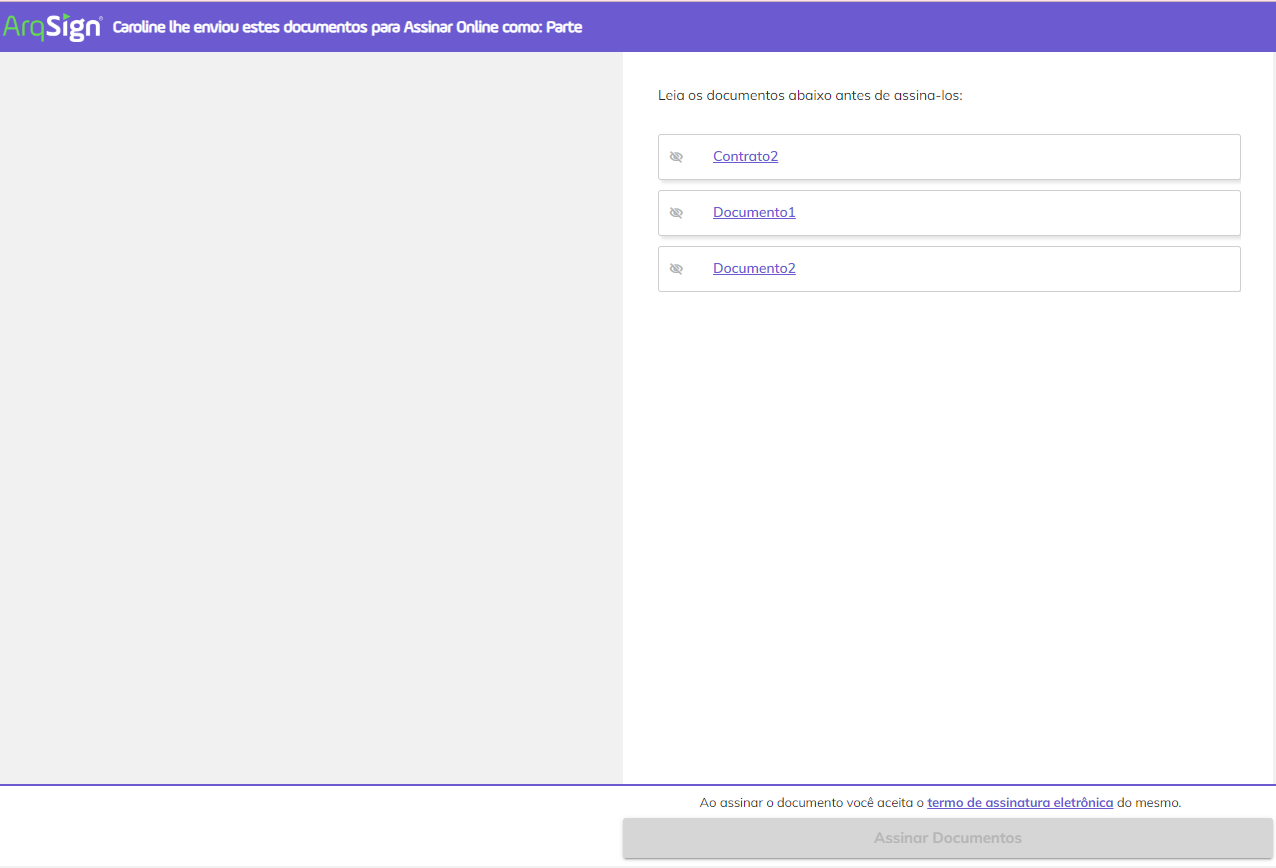 ArqSign® Caroline lhe enviou estes documentos para Assinar Online como: Parte
Leia os documentos abaixo antes de assina-los:
Contrato2
Documento1
Documento2
Ao assinar o documento você aceita o termo de assinatura eletrônica do mesmo.
Assinar Documentos